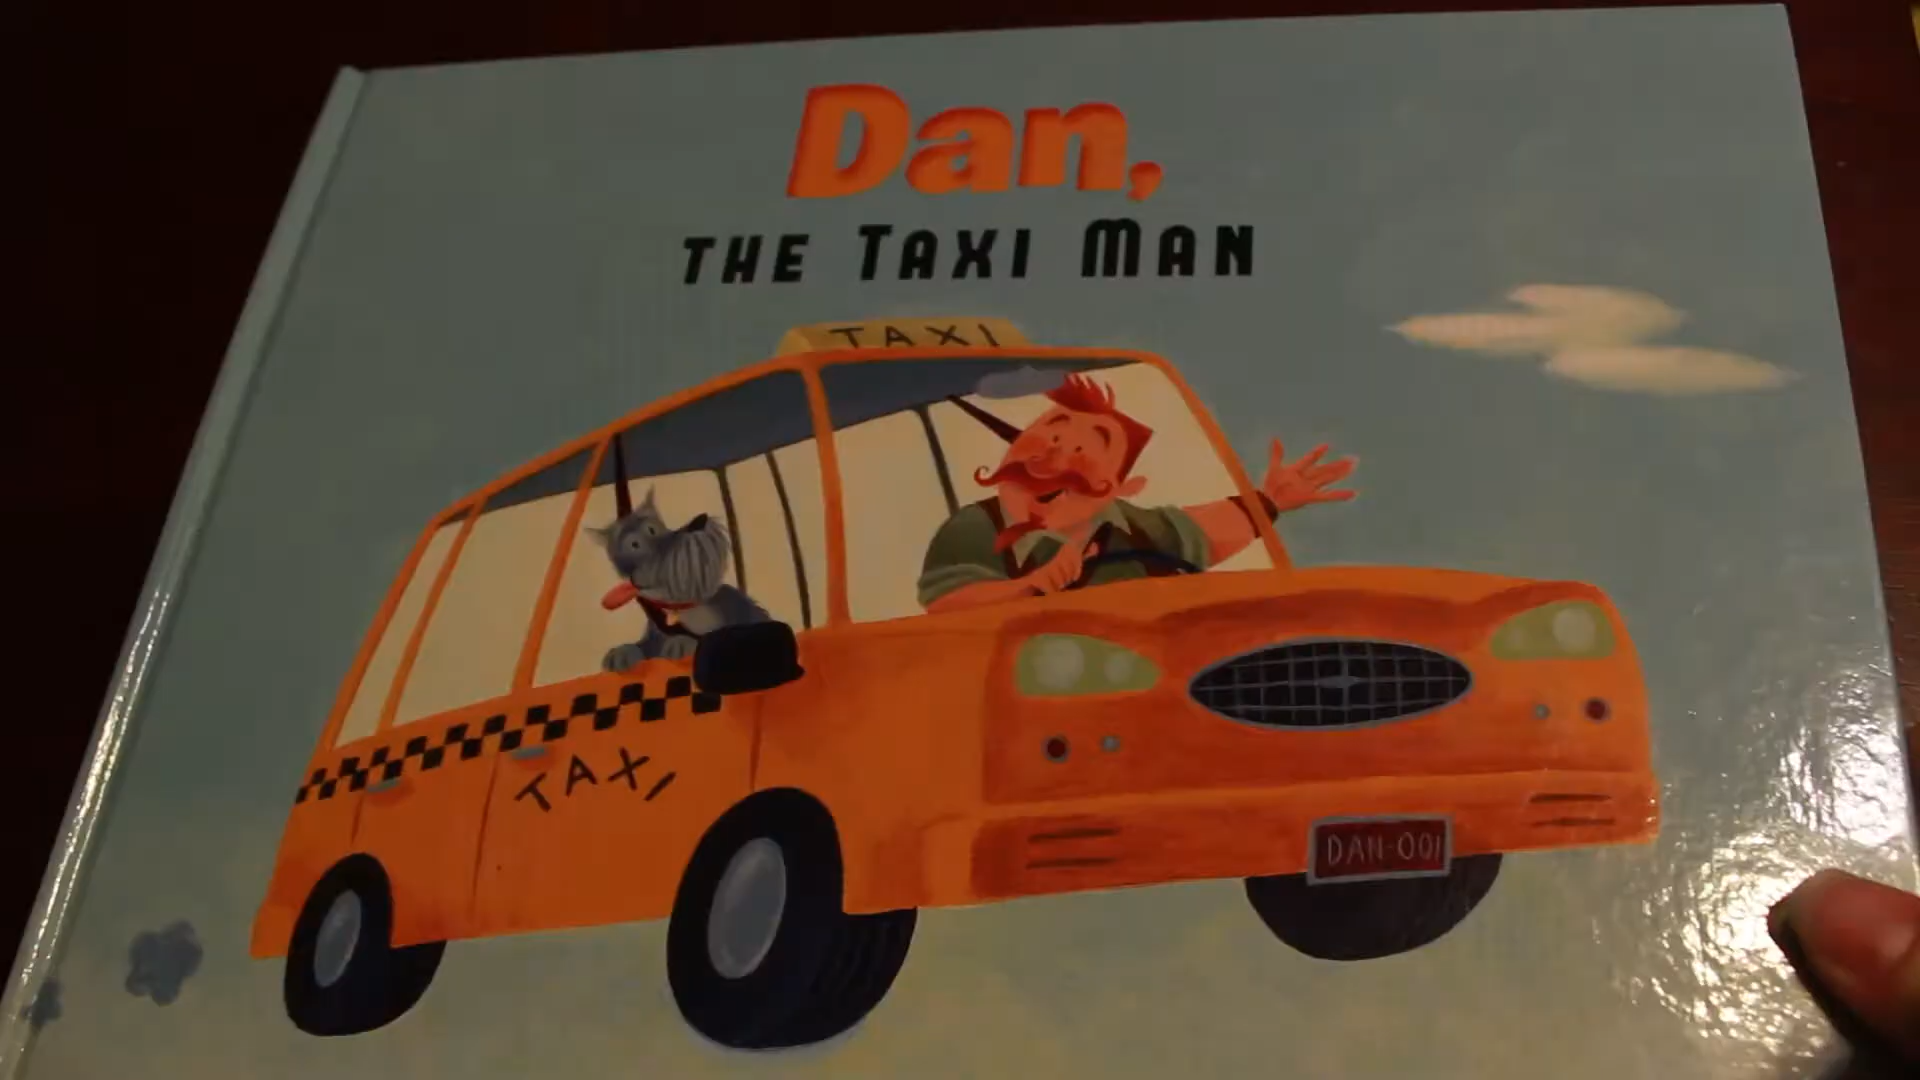 Dan,
THE TAXI MAN
TAXI
TAXI
DAN-001